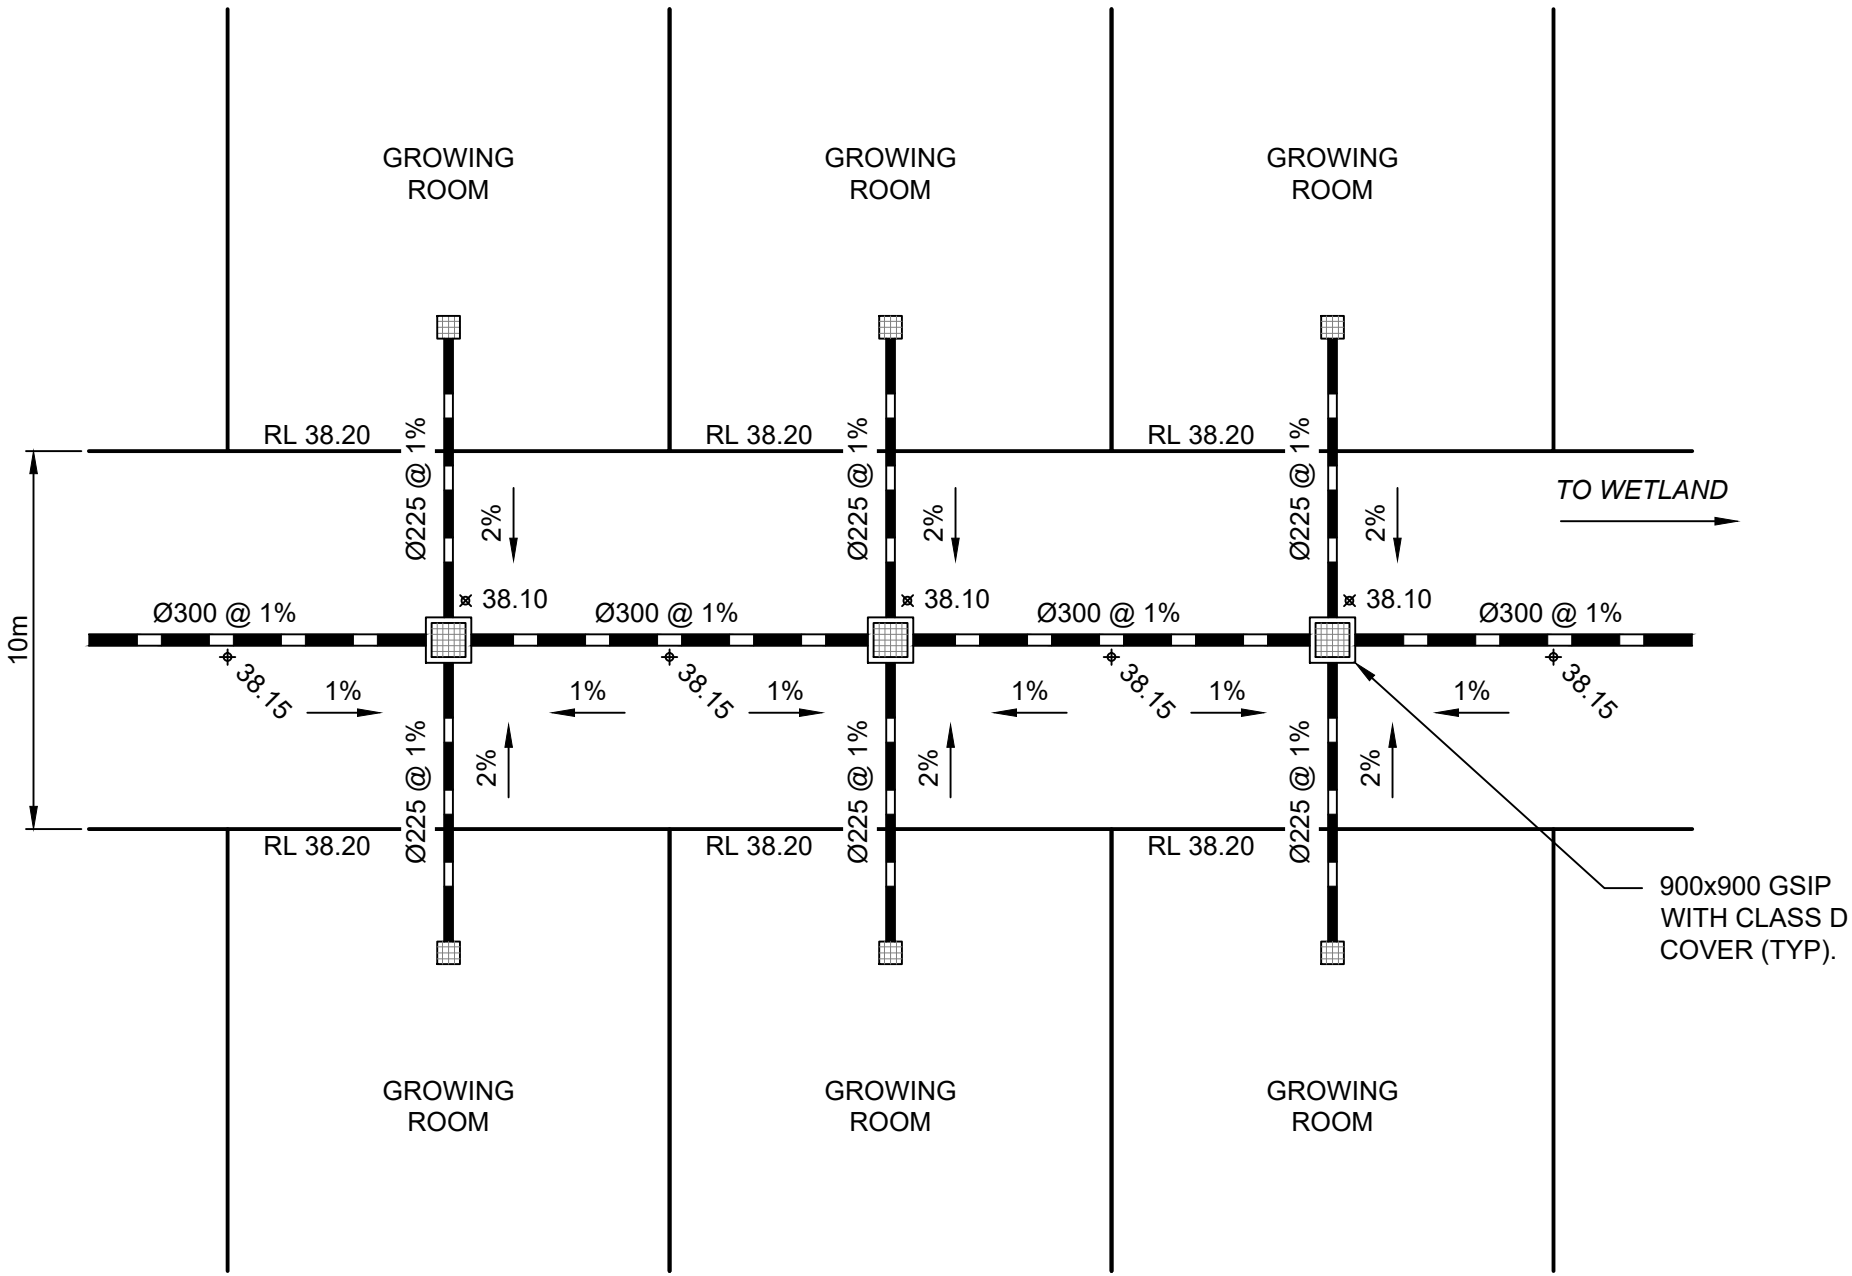 GROWING
ROOM
GROWING
ROOM
GROWING
ROOM
RL 38.20
RL 38.20
RL 38.20
Ø225 @ 1%
Ø225 @ 1%
Ø225 @ 1%
2%
2%
2%
TO WETLAND
10m
38.10
38.10
38.10
Ø300 @ 1%
Ø300 @ 1%
Ø300 @ 1%
Ø300 @ 1%
38.15
38.15
38.15
38.15
1%
1%
1%
1%
1%
1%
Ø225 @ 1%
Ø225 @ 1%
Ø225 @ 1%
2%
2%
2%
RL 38.20
RL 38.20
RL 38.20
900x900 GSIP
WITH CLASS D
COVER (TYP).
GROWING
ROOM
GROWING
ROOM
GROWING
ROOM